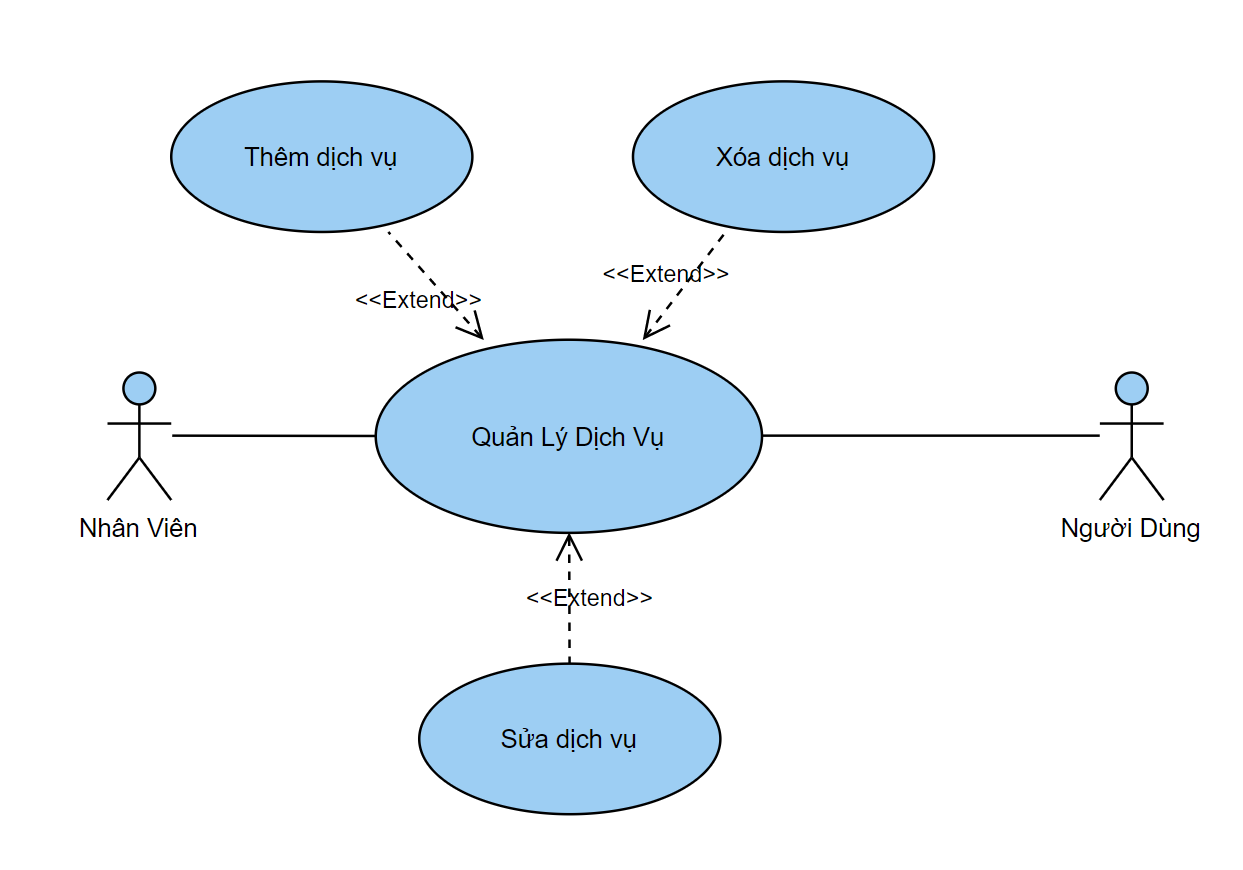 Thêm dịch vụ
Xóa dịch vụ
<<Extend>>
<<Extend>>
Quản Lý Dịch Vụ
Nhân Viên
Người Dùng
<<Extend>>
Sửa dịch vụ